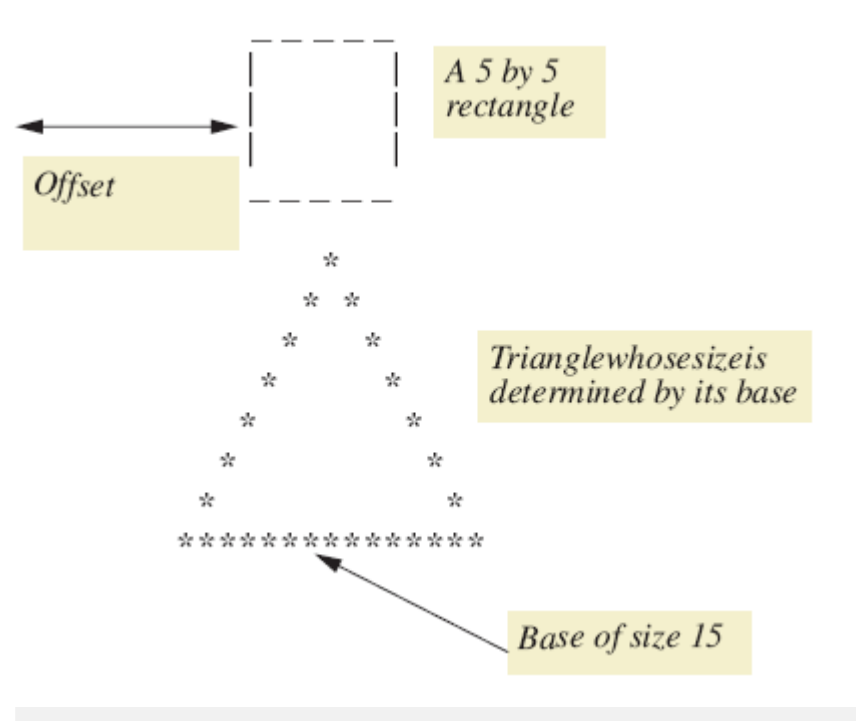 A 5 by 5
rectangle
Offset
Trianglewhosesizeis
determined by its base
***************
Base of size 15